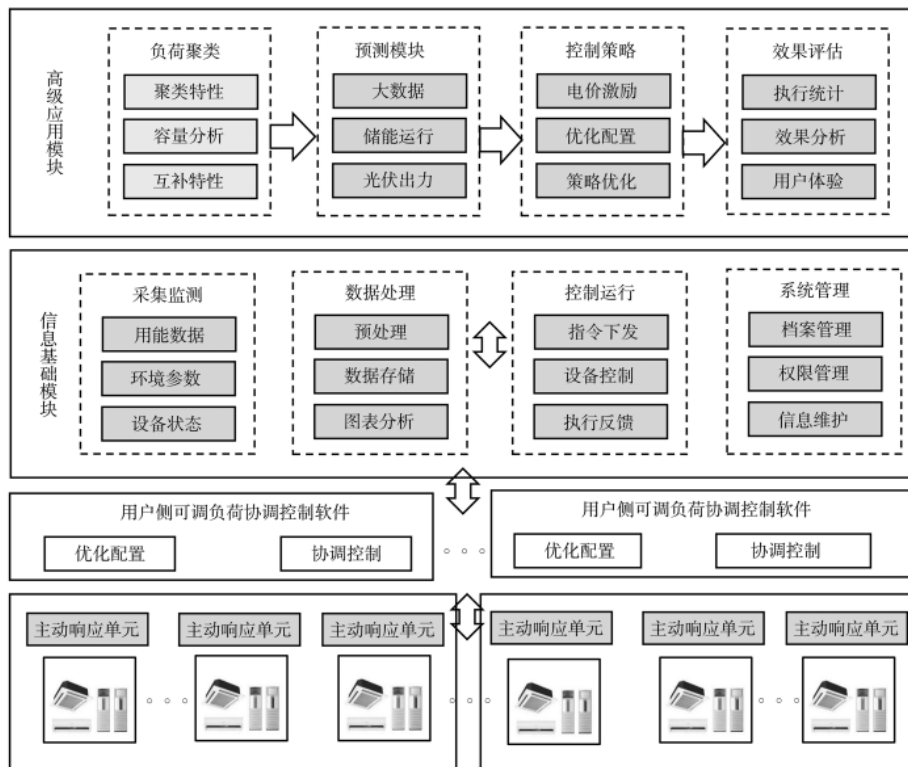 高级应用模块
负荷聚类
聚类特性
容量分析
互补特性
预测模块
大数据
储能运行
光伏出力
控制策略
电价激励
优化配置
策略优化
效果评估
执行统计
效果分析
用户体验
信息基础模块
采集监测
用能数据
环境参数
设备状态
数据处理
预处理
数据存储
图表分析
控制运行
指令下发
设备控制
执行反馈
系统管理
档案管理
权限管理
信息维护
用户侧可调负荷协调控制软件
优化配置
协调控制
用户侧可调负荷协调控制软件
优化配置
协调控制
主动响应单元
主动响应单元
主动响应单元
主动响应单元
主动响应单元
主动响应单元